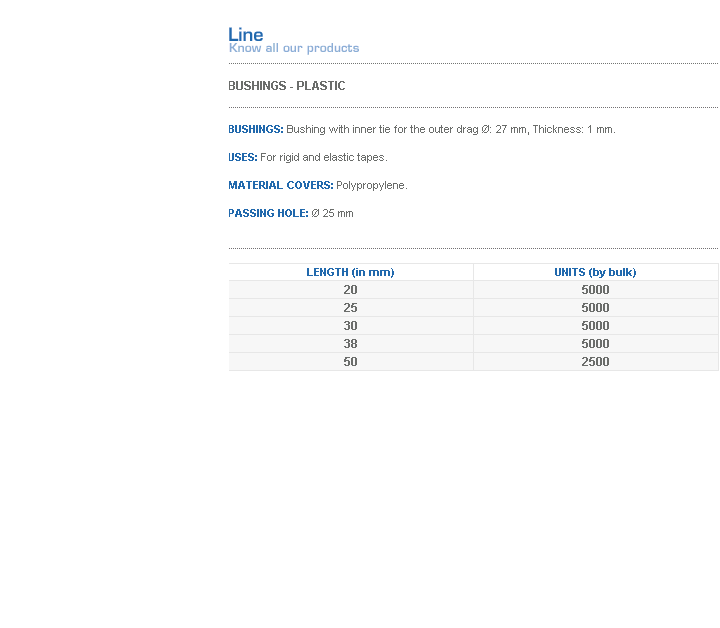 Line
Know all our products
BUSHINGS - PLASTIC
BUSHINGS: Bushing with inner tie for the outer drag Ø: 27 mm, Thickness: 1 mm.
USES: For rigid and elastic tapes.
MATERIAL COVERS: Polypropylene.
PASSING HOLE: Ø 25 mm
LENGTH (in mm) UNITS (by bulk)
20 5000
25 5000
30 5000
38 5000
50 2500